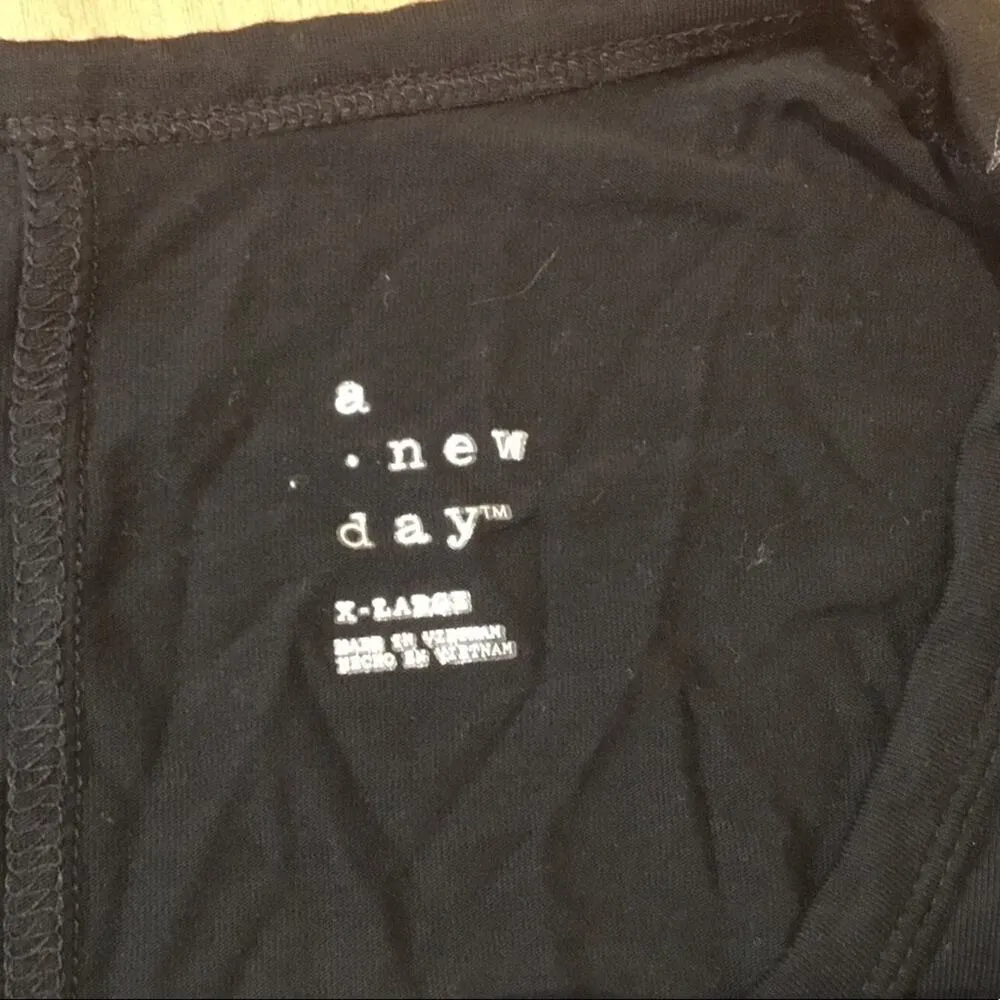 a
. new
day™
X-LARGE
MADE IN VIETNAM
HECHO EN VIETNAM